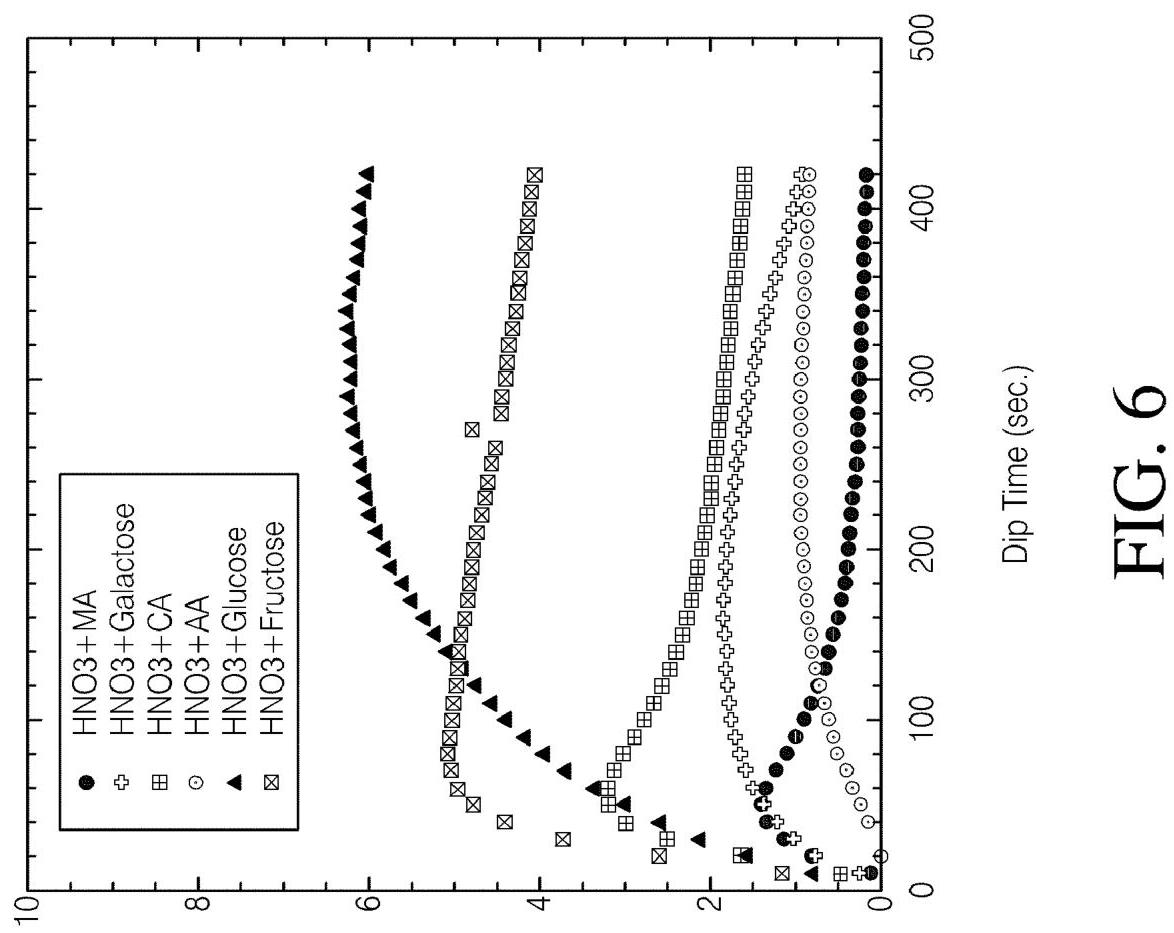 10
8
6
4
2
0
HNO3+MA
HNO3+Galactose
HNO3+CA
HNO3+AA
HNO3+Glucose
HNO3+Fructose
0
100
200
300
400
500
Dip Time (sec.)
FIG. 6